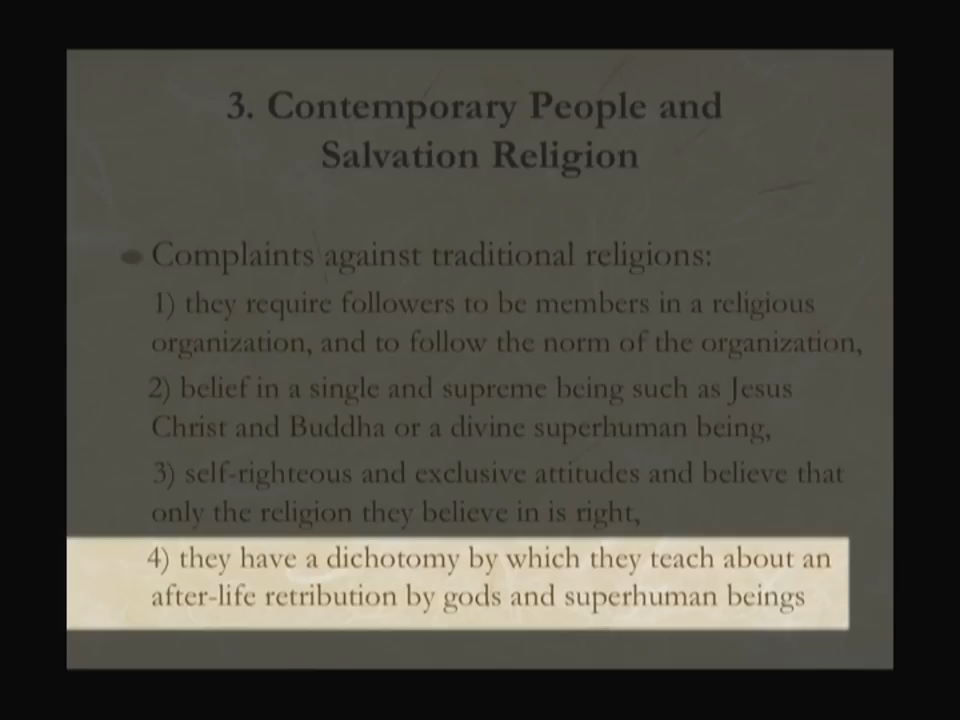 3. Contemporary People and
Salvation Religion
Complaints against traditional religions:
1) they require followers to be members in a religious
organization, and to follow the norm of the organization,
2) belief in a single and supreme being such as Jesus
Christ and Buddha or a divine superhuman being,
3) self-righteous and exclusive attitudes and believe that
only the religion they believe in is right,
4) they have a dichotomy by which they teach about an
after-life retribution by gods and superhuman beings